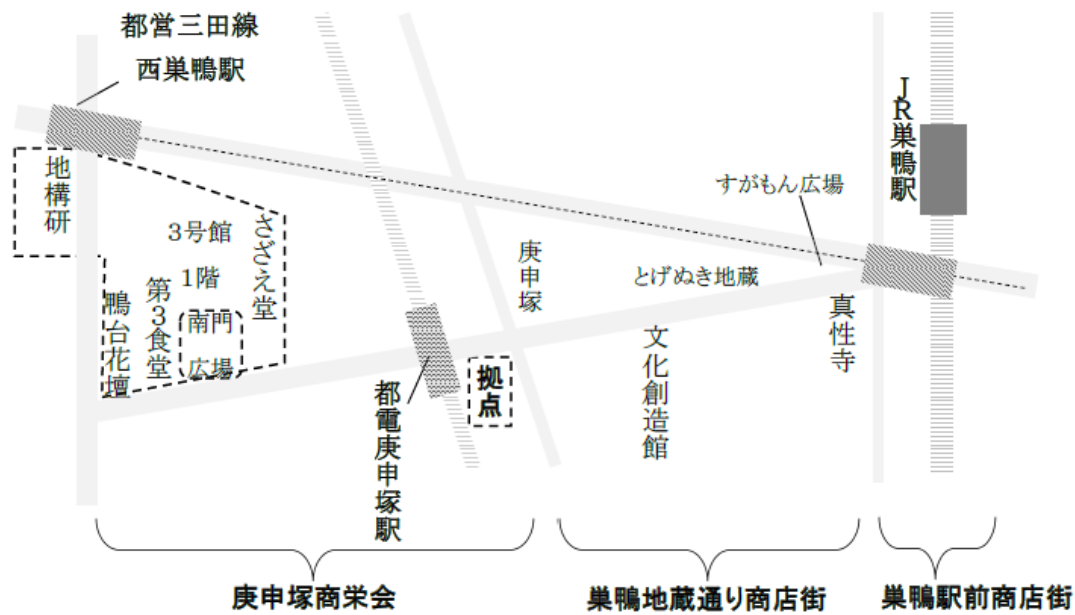 都営三田線
西巣鴨駅
JR巣鴨駅
地構研
すがもん広場
3号館
さざえ堂
庚申塚
とげぬき地蔵
1階
第3食堂
鴨台花壇
南門
広場
真性寺
文化創造館
拠点
都電庚申塚駅
庚申塚商栄会
巣鴨地蔵通り商店街
巣鴨駅前商店街